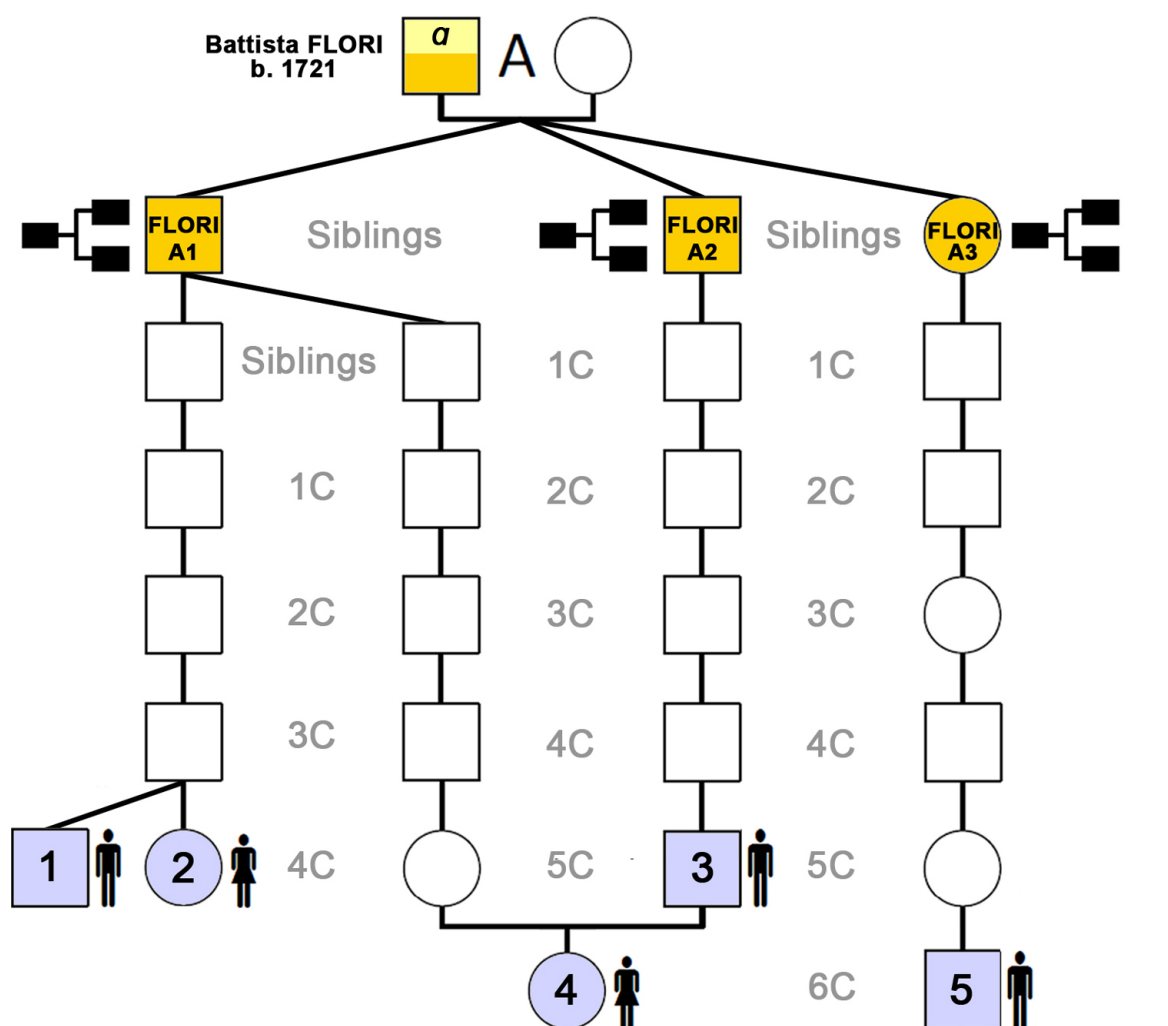 Battista FLORI
b. 1721
a
A
FLORI
A1
Siblings
FLORI
A2
Siblings
FLORI
A3
Siblings
1C
1C
1C
2C
2C
2C
3C
3C
3C
4C
4C
1
2
4C
5C
3
5C
4
6C
5